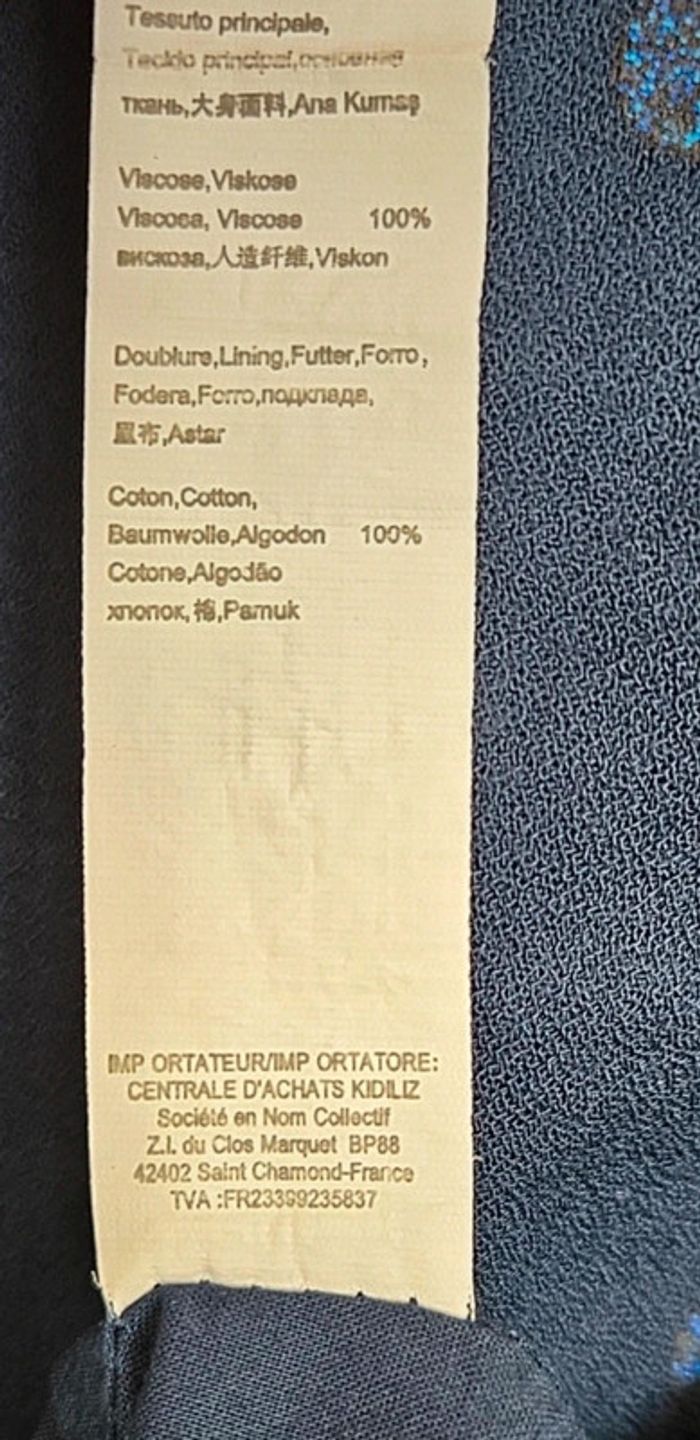 Tessuto principale,
Tecido principal,основная
ткань,大身面料,Ana Kumaş
Viscose,Viskose
Viscosa, Viscose 100%
вискоза,人造纤维,Viskon
Doublure,Lining,Futter,Forro,
Fodera,Forro,подклада,
里布,Astar
Coton,Cotton,
Baumwolle,Algodon 100%
Cotone,Algodão
хлопок,棉,Pamuk
IMP ORTATEUR/IMP ORTATORE:
CENTRALE D'ACHATS KIDILIZ
Société en Nom Collectif
Z.I. du Clos Marquet BP88
42402 Saint Chamond-France
TVA :FR23399235837